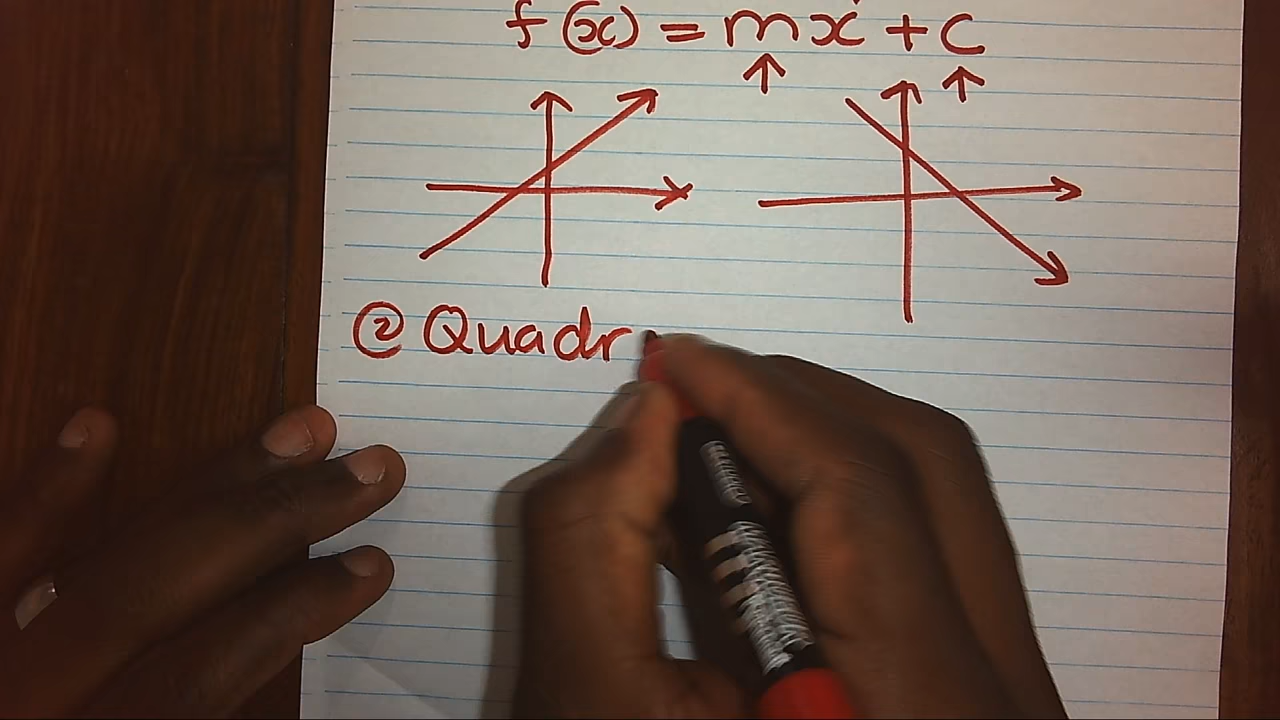 f(x) = mx + c
② Quadr